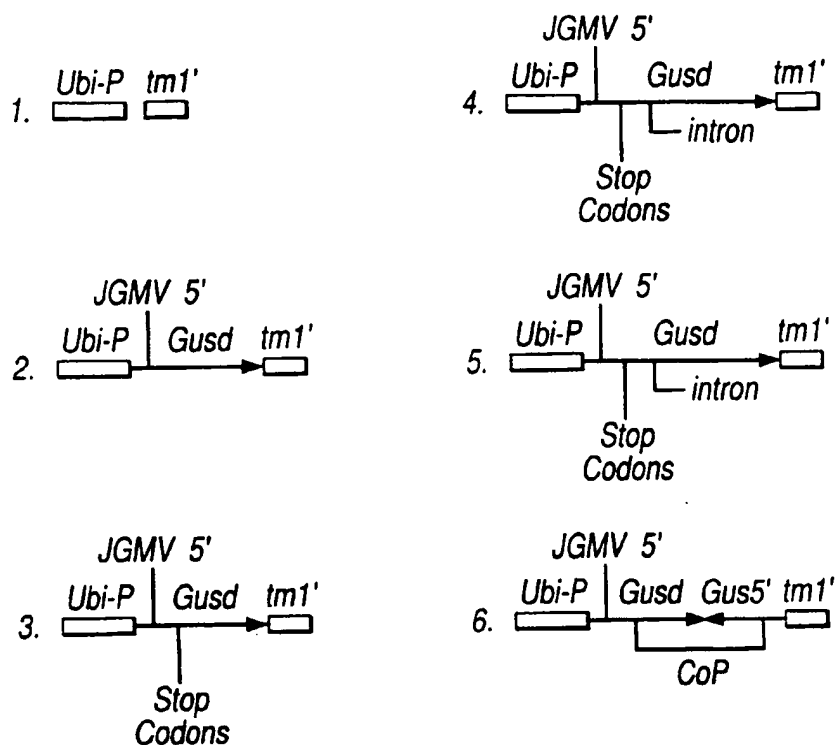 1.
Ubi-P tm1'
2.
JGMV 5'
Ubi-P Gusd tm1'
3.
JGMV 5'
Ubi-P Gusd tm1'
Stop
Codons
4.
JGMV 5'
Ubi-P Gusd tm1'
intron
Stop
Codons
5.
JGMV 5'
Ubi-P Gusd tm1'
intron
Stop
Codons
6.
JGMV 5'
Ubi-P Gusd Gus5' tm1'
CoP